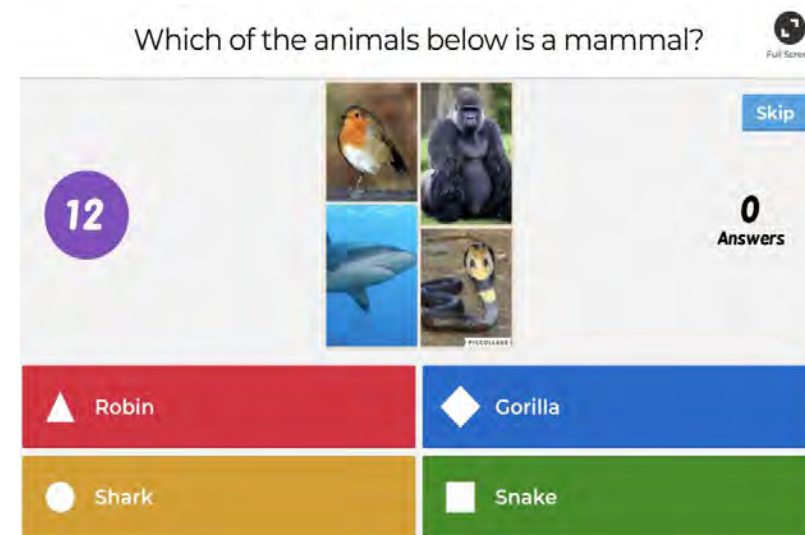 Which of the animals below is a mammal?
Full Screen
Skip
12
0
Answers
PICCOLLAGE
Robin
Gorilla
Shark
Snake